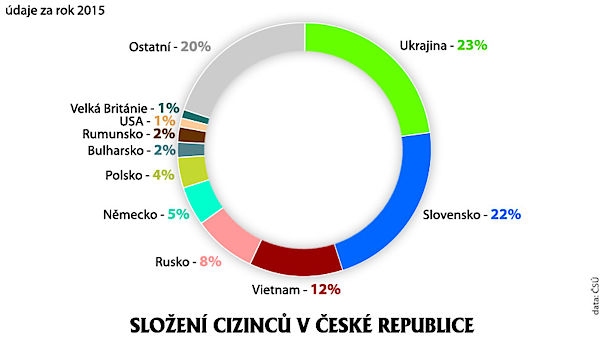 údaje za rok 2015
Ostatní - 20%
Ukrajina - 23%
Velká Británie - 1%
USA - 1%
Rumunsko - 2%
Bulharsko - 2%
Polsko - 4%
Německo - 5%
Slovensko - 22%
Rusko - 8%
Vietnam - 12%
data: ČSÚ
SLOŽENÍ CIZINCŮ V ČESKÉ REPUBLICE